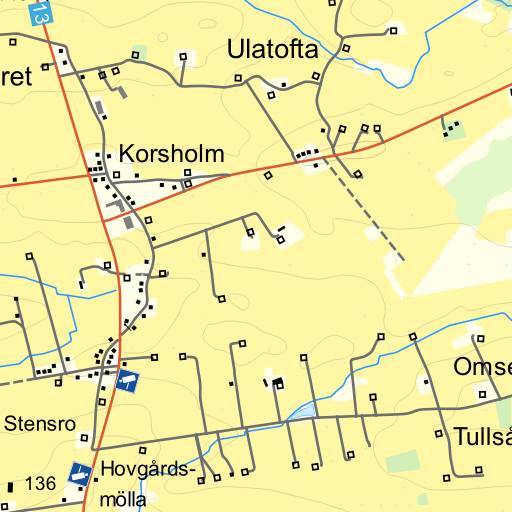 13
Ulatofta
ret
Korsholm
Omse
Stensro
Tullså
Hovgårds-
mölla
136